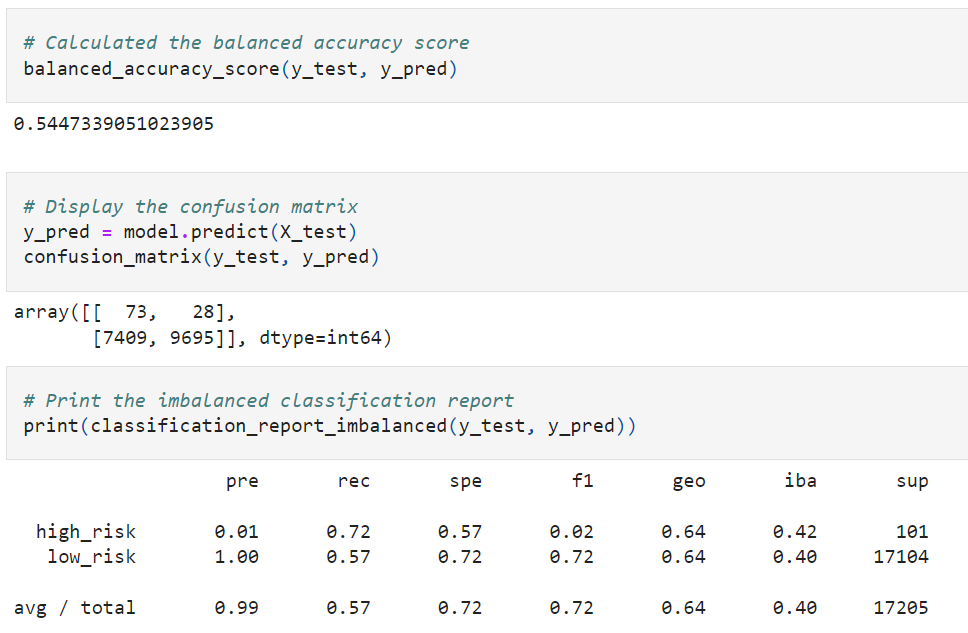 # Calculated the balanced accuracy score
balanced_accuracy_score(y_test, y_pred)
0.5447339051023905
# Display the confusion matrix
y_pred = model.predict(X_test)
confusion_matrix(y_test, y_pred)
array([[  73,   28],
       [7409, 9695]], dtype=int64)
# Print the imbalanced classification report
print(classification_report_imbalanced(y_test, y_pred))
pre rec spe f1 geo iba sup
high_risk 0.01 0.72 0.57 0.02 0.64 0.42 101
low_risk 1.00 0.57 0.72 0.72 0.64 0.40 17104
avg / total 0.99 0.57 0.72 0.72 0.64 0.40 17205